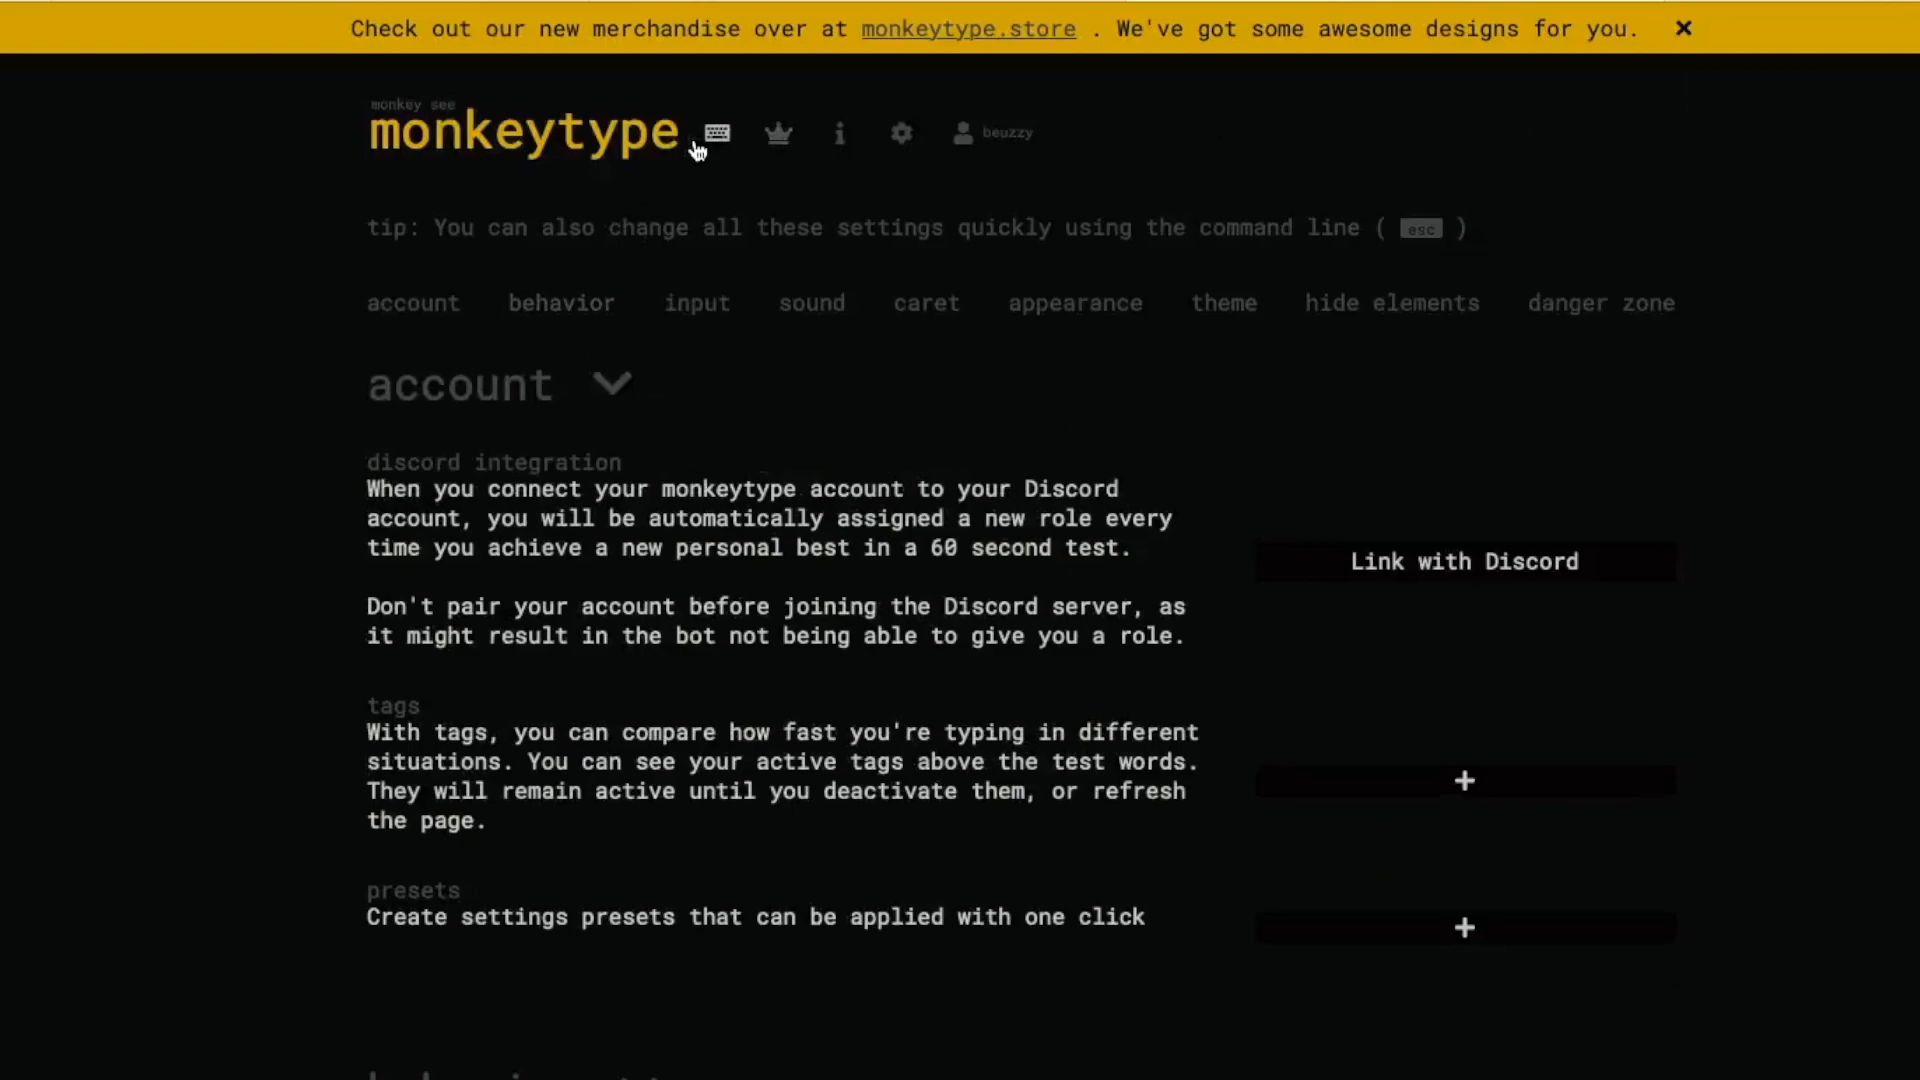 Check out our new merchandise over at monkeytype.store . We've got some awesome designs for you.
monkey see
monkeytype
beuzzy
tip: You can also change all these settings quickly using the command line ( esc )
account behavior input sound caret appearance theme hide elements danger zone
account
discord integration
When you connect your monkeytype account to your Discord
account, you will be automatically assigned a new role every
time you achieve a new personal best in a 60 second test.
Link with Discord
Don't pair your account before joining the Discord server, as
it might result in the bot not being able to give you a role.
tags
With tags, you can compare how fast you're typing in different
situations. You can see your active tags above the test words.
They will remain active until you deactivate them, or refresh
the page.
+
presets
Create settings presets that can be applied with one click
+